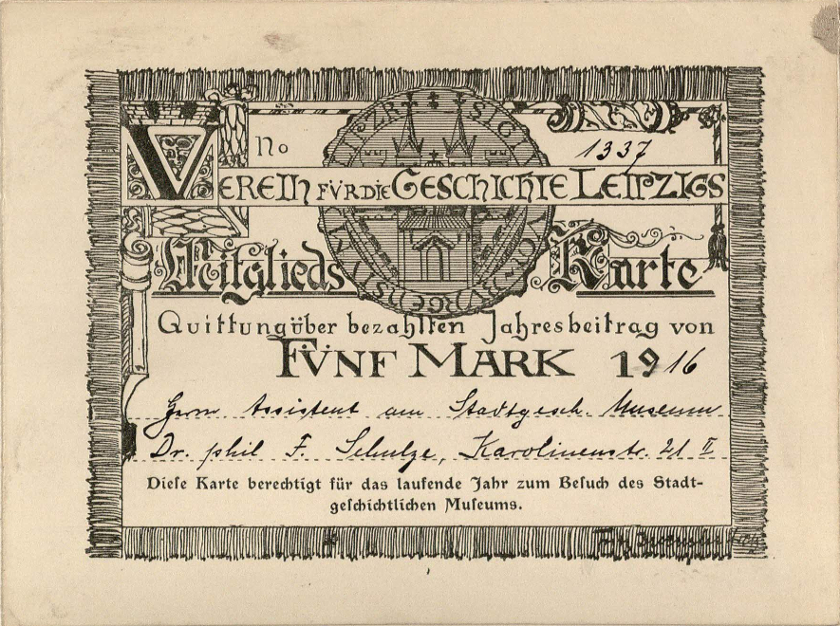 No 1337
VEREIN FÜR DIE GESCHICHTE LEIPZIGS
Mitglieds Karte
Quittung über bezahlten Jahresbeitrag von
FÜNF MARK 1916
Herrn Assistent am Stadtgesch. Museum
Dr. phil F. Schulze, Karolinenstr. 21 II
Dieſe Karte berechtigt für das laufende Jahr zum Beſuch des Stadt-
geſchichtlichen Muſeums.